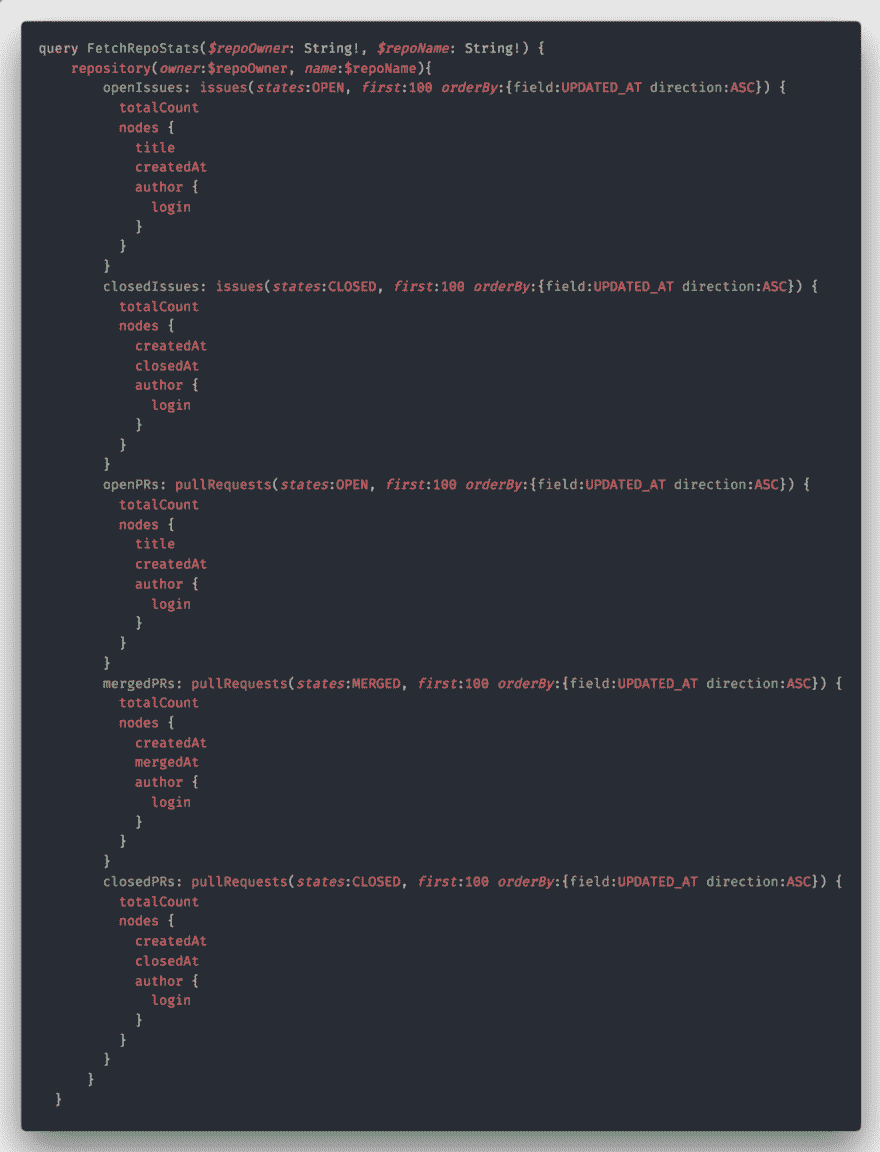 query FetchRepoStats($repoOwner: String!, $repoName: String!) {
    repository(owner:$repoOwner, name:$repoName){
        openIssues: issues(states:OPEN, first:100 orderBy:{field:UPDATED_AT direction:ASC}) {
          totalCount
          nodes {
            title
            createdAt
            author {
              login
            }
          }
        }
        closedIssues: issues(states:CLOSED, first:100 orderBy:{field:UPDATED_AT direction:ASC}) {
          totalCount
          nodes {
            createdAt
            closedAt
            author {
              login
            }
          }
        }
        openPRs: pullRequests(states:OPEN, first:100 orderBy:{field:UPDATED_AT direction:ASC}) {
          totalCount
          nodes {
            title
            createdAt
            author {
              login
            }
          }
        }
        mergedPRs: pullRequests(states:MERGED, first:100 orderBy:{field:UPDATED_AT direction:ASC}) {
          totalCount
          nodes {
            createdAt
            mergedAt
            author {
              login
            }
          }
        }
        closedPRs: pullRequests(states:CLOSED, first:100 orderBy:{field:UPDATED_AT direction:ASC}) {
          totalCount
          nodes {
            createdAt
            closedAt
            author {
              login
            }
          }
        }
      }
  }